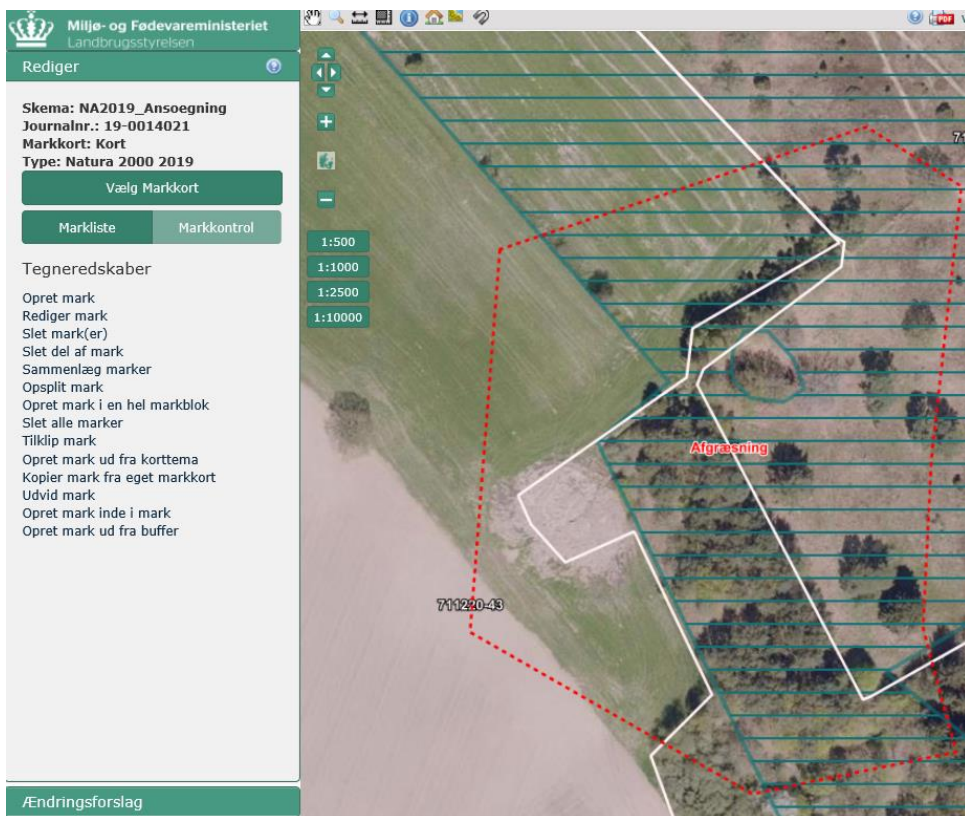 Miljø- og Fødevareministeriet
Landbrugsstyrelsen
Rediger
Skema: NA2019_Ansoegning
Journalnr.: 19-0014021
Markkort: Kort
Type: Natura 2000 2019
Vælg Markkort
Markliste Markkontrol
Tegneredskaber
Opret mark
Rediger mark
Slet mark(er)
Slet del af mark
Sammenlæg marker
Opsplit mark
Opret mark i en hel markblok
Slet alle marker
Tilklip mark
Opret mark ud fra korttema
Kopier mark fra eget markkort
Udvid mark
Opret mark inde i mark
Opret mark ud fra buffer
Ændringsforslag
PDF
1:500
1:1000
1:2500
1:10000
71
Afgræsning
711220-43